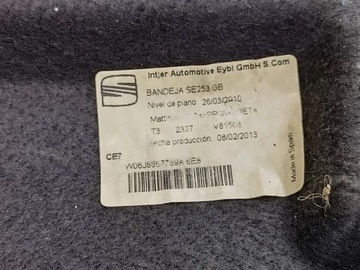 Intier Automotive Eybl GmbH S.Com
BANDEJA SE253 GB
Nivel de plano 26/03/2010
T3 2327 V81503
Fecha producción: 08/02/2013
CE7
Made in Spain